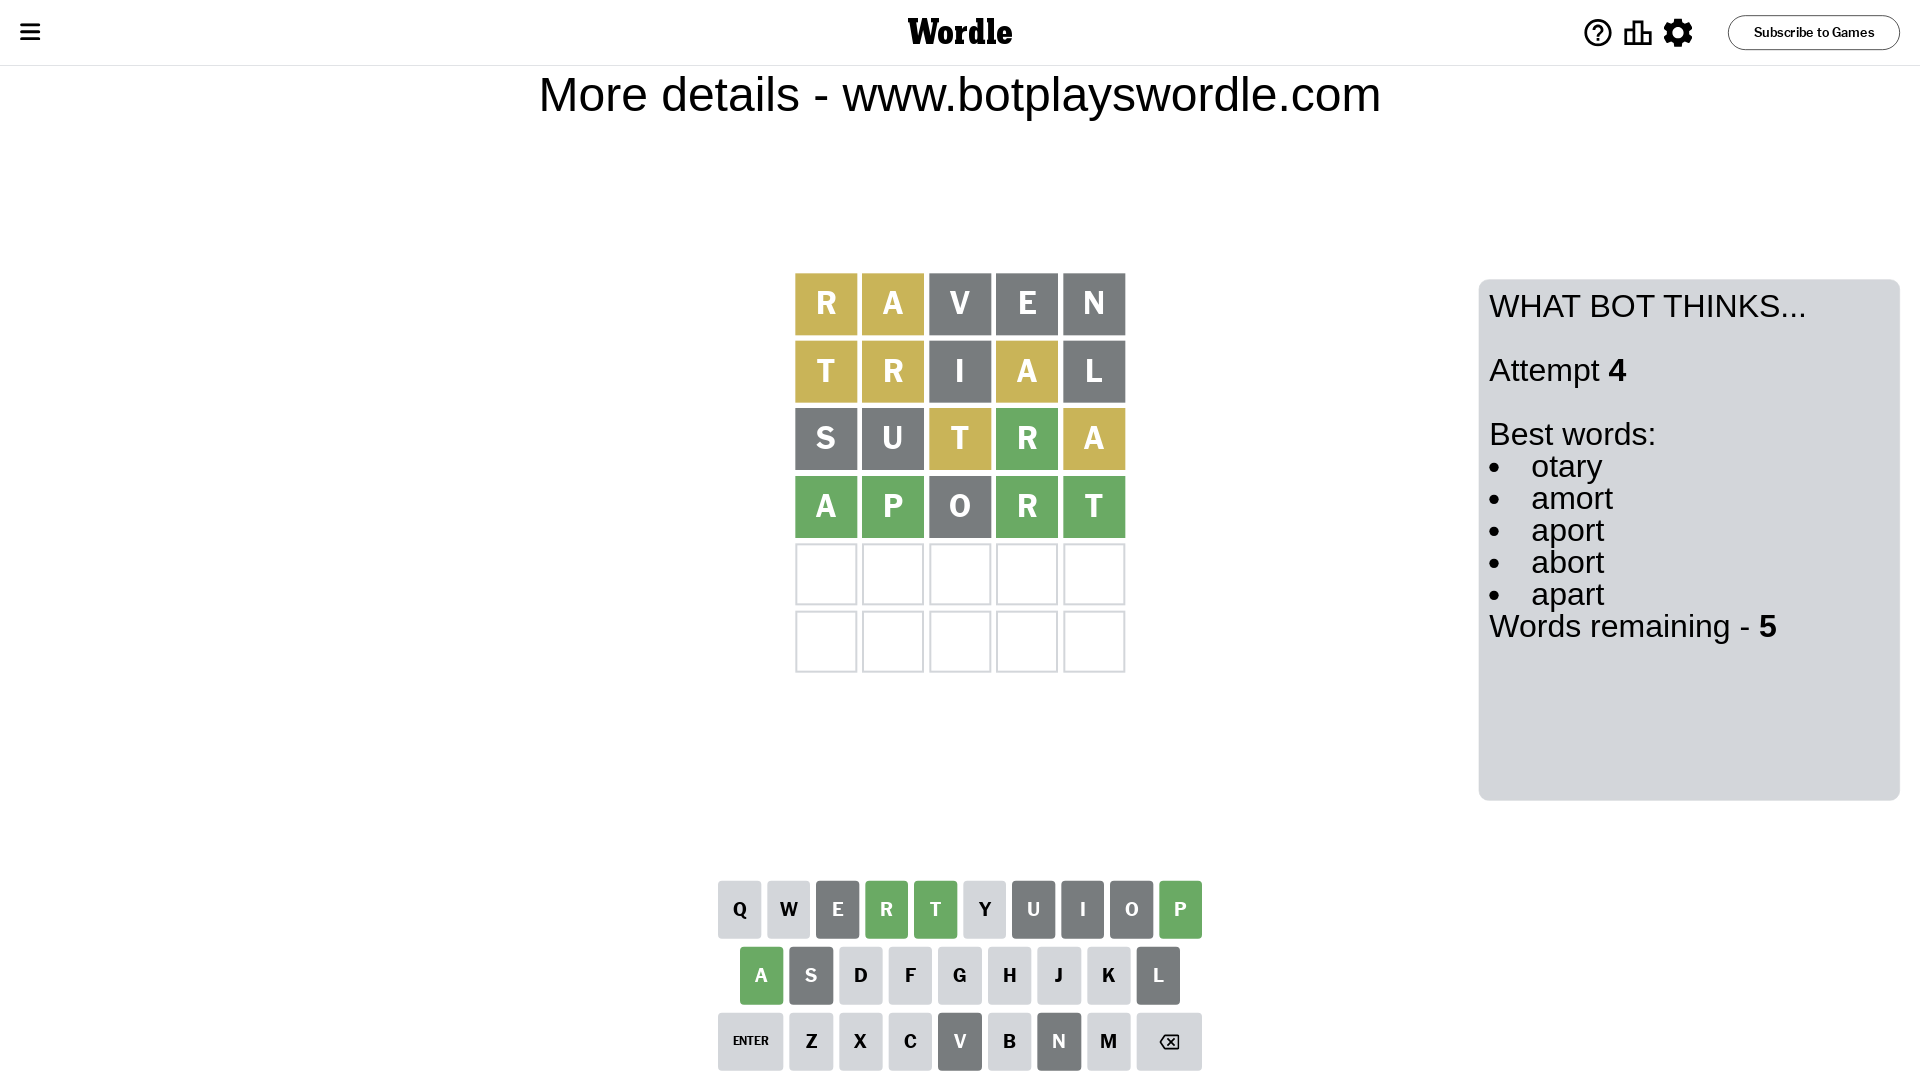 Wordle
Subscribe to Games
More details - www.botplayswordle.com
R A V E N
T R I A L
S U T R A
A P O R T
WHAT BOT THINKS...
Attempt 4
Best words:
• otary
• amort
• aport
• abort
• apart
Words remaining - 5
Q W E R T Y U I O P
A S D F G H J K L
ENTER Z X C V B N M